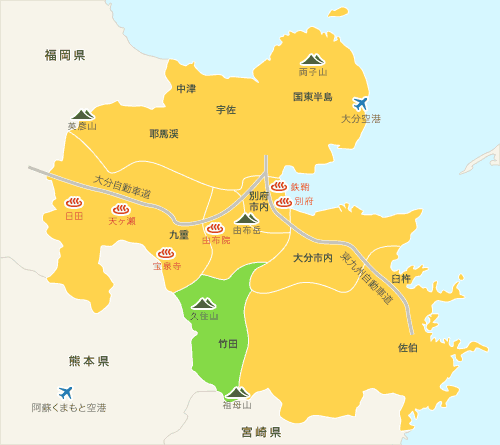 福岡県
両子山
中津
国東半島
宇佐
大分空港
英彦山
耶馬渓
大分自動車道
別府
市内
鉄輪
別府
日田
天ヶ瀬
由布岳
九重
由布院
宝泉寺
大分市内
東九州自動車道
臼杵
久住山
竹田
佐伯
熊本県
祖母山
阿蘇くまもと空港
宮崎県